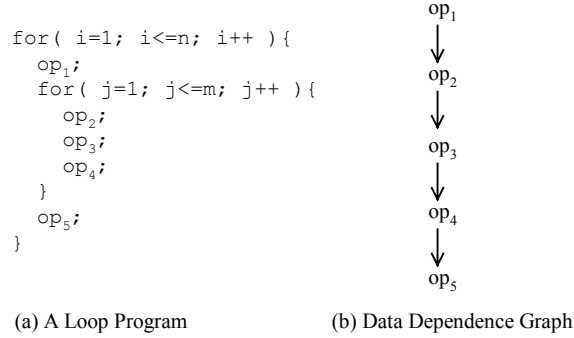 for( i=1; i<=n; i++ ){
op₁;
for( j=1; j<=m; j++ ){
op₂;
op₃;
op₄;
}
op₅;
}
(a) A Loop Program
op₁
op₂
op₃
op₄
op₅
(b) Data Dependence Graph